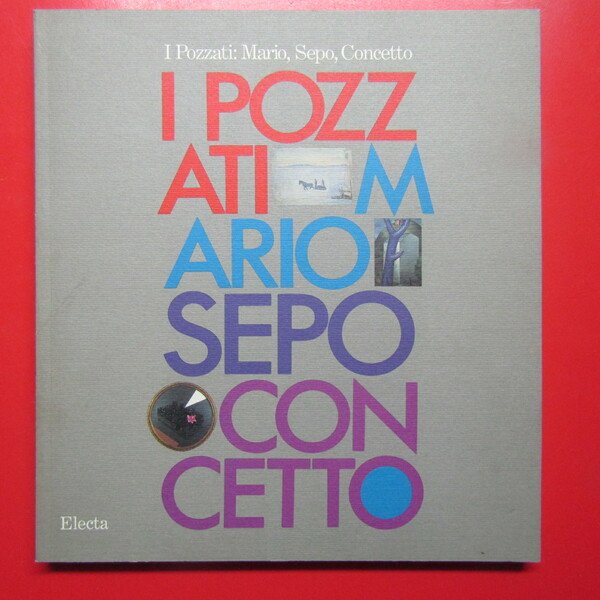 I Pozzati: Mario, Sepo, Concetto
I POZZ
ATI M
ARIO
SEPO
CON
CETTO
Electa